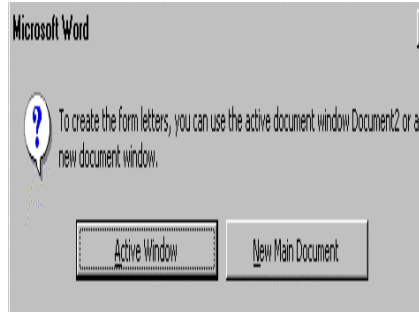 Microsoft Word
To create the form letters, you can use the active document window Document2 or a
new document window.
Active Window
New Main Document